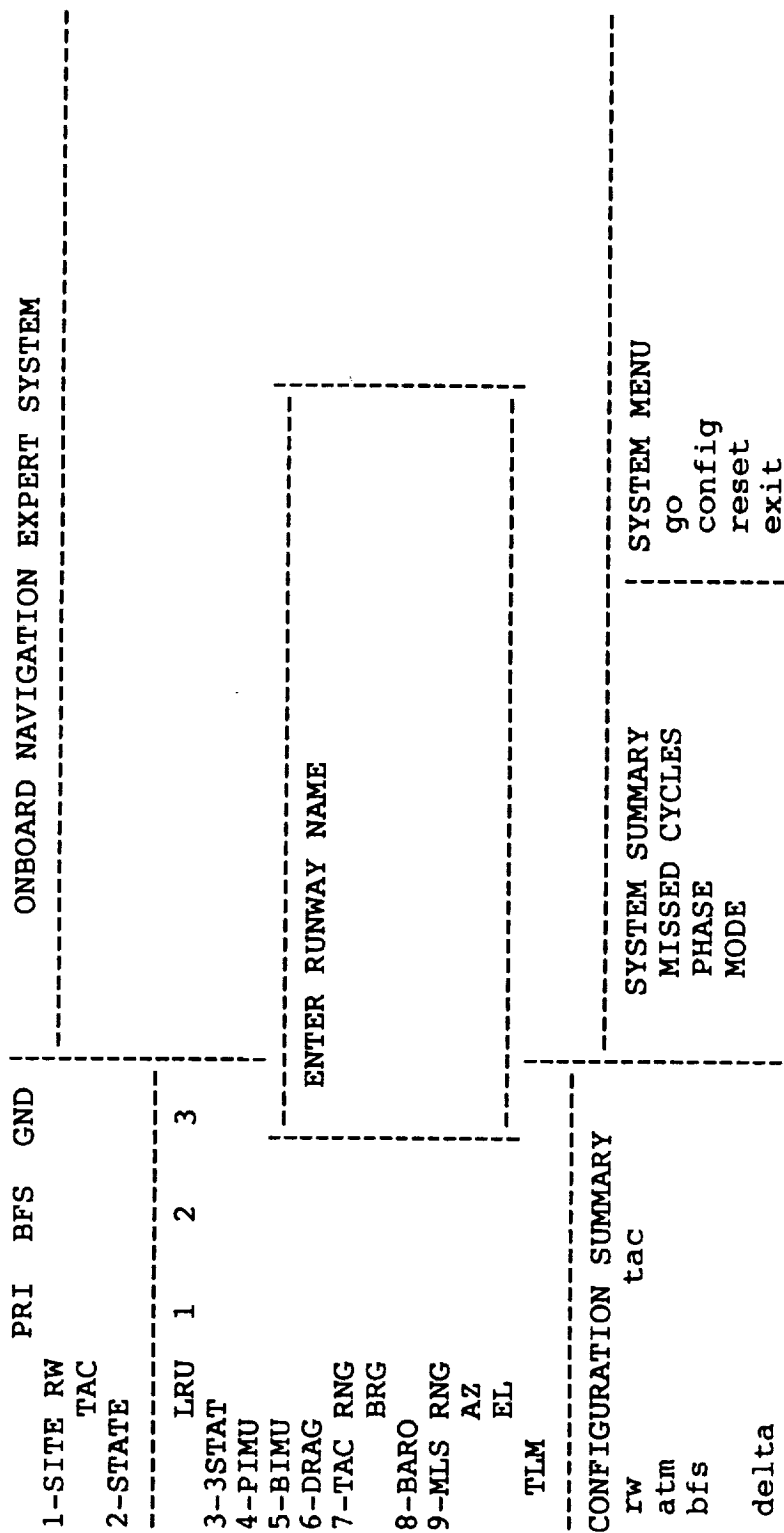 ONBOARD NAVIGATION EXPERT SYSTEM
PRI BFS GND
1-SITE RW
TAC
2-STATE
LRU 1 2 3
3-3STAT
4-PIMU
5-BIMU
6-DRAG
7-TAC RNG
BRG
8-BARO
9-MLS RNG
AZ
EL
TLM
ENTER RUNWAY NAME
CONFIGURATION SUMMARY
rw tac
atm
bfs
delta
SYSTEM SUMMARY
MISSED CYCLES
PHASE
MODE
SYSTEM MENU
go
config
reset
exit